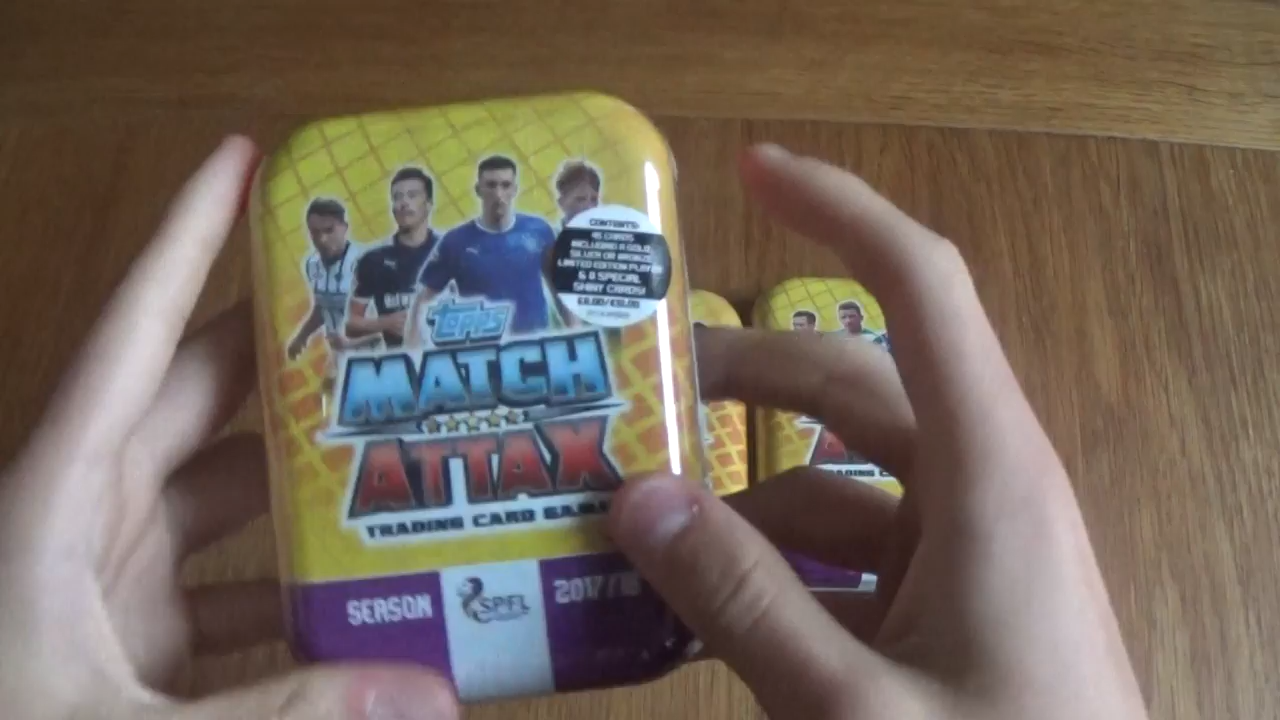 CONTENTS:
45 CARDS
INCLUDING A GOLD,
SILVER OR BRONZE
LIMITED EDITION PLAYER
& 8 SPECIAL
SHINY CARDS!
topps
MATCH
ATTAX
TRADING CARD GAME
SEASON
SPFL
2017/18
TRADING